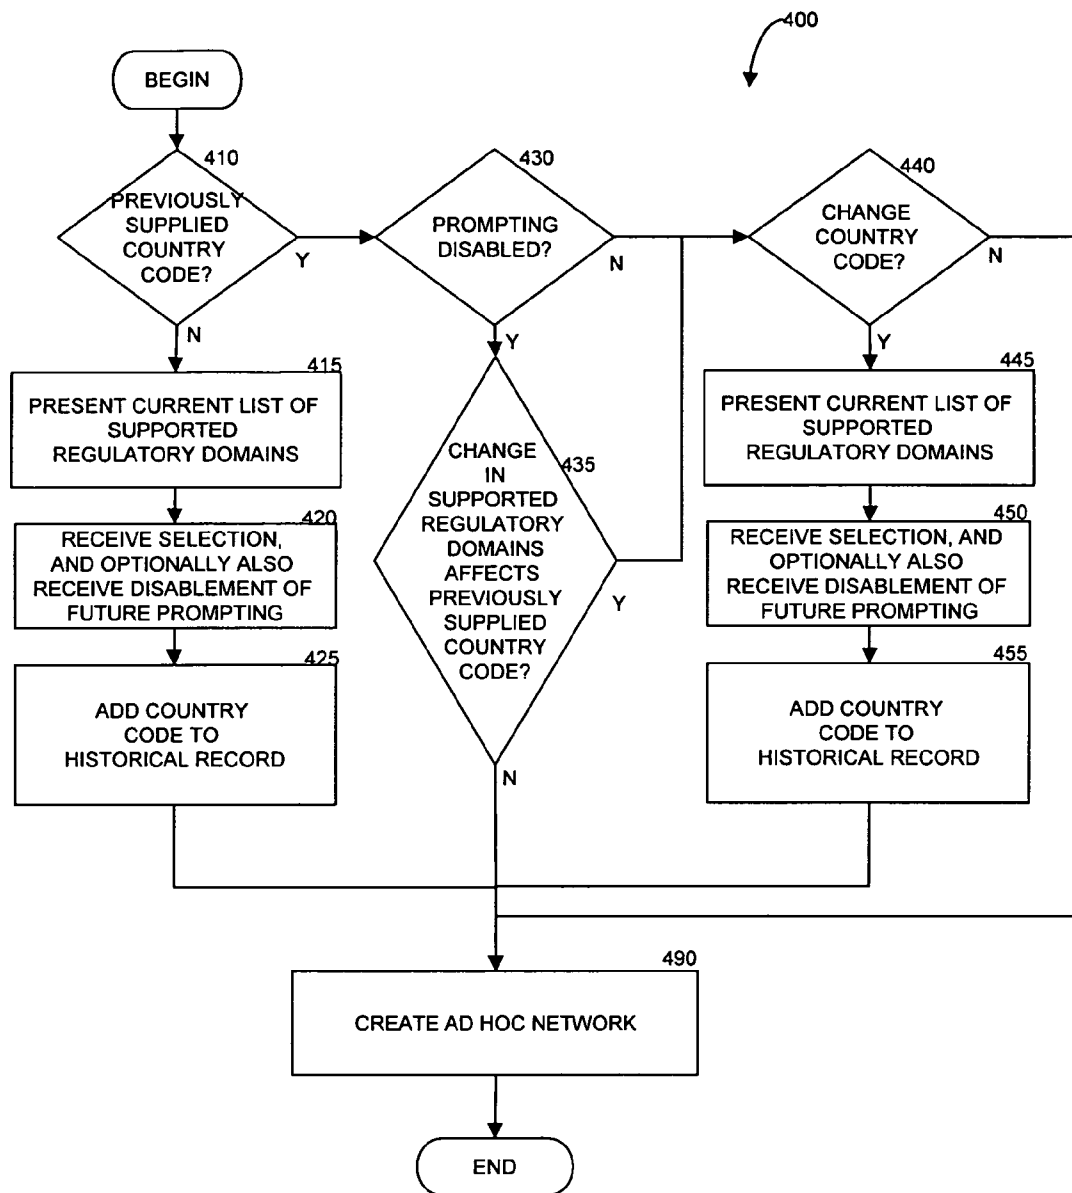 400
BEGIN
410
PREVIOUSLY
SUPPLIED
COUNTRY
CODE?
Y
N
430
PROMPTING
DISABLED?
N
Y
440
CHANGE
COUNTRY
CODE?
N
Y
415
PRESENT CURRENT LIST OF
SUPPORTED
REGULATORY DOMAINS
420
RECEIVE SELECTION,
AND OPTIONALLY ALSO
RECEIVE DISABLEMENT OF
FUTURE PROMPTING
425
ADD COUNTRY
CODE TO
HISTORICAL RECORD
435
CHANGE
IN
SUPPORTED
REGULATORY
DOMAINS
AFFECTS
PREVIOUSLY
SUPPLIED
COUNTRY
CODE?
Y
N
445
PRESENT CURRENT LIST OF
SUPPORTED
REGULATORY DOMAINS
450
RECEIVE SELECTION, AND
OPTIONALLY ALSO
RECEIVE DISABLEMENT OF
FUTURE PROMPTING
455
ADD COUNTRY
CODE TO
HISTORICAL RECORD
490
CREATE AD HOC NETWORK
END